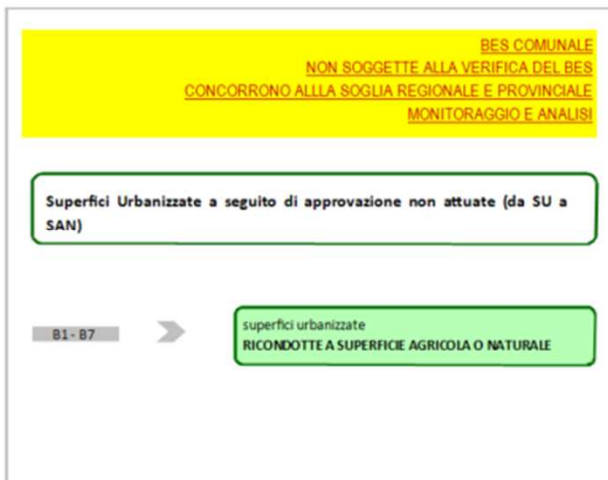 BES COMUNALE
NON SOGGETTE ALLA VERIFICA DEL BES
CONCORRONO ALLLA SOGLIA REGIONALE E PROVINCIALE
MONITORAGGIO E ANALISI
Superfici Urbanizzate a seguito di approvazione non attuate (da SU a
SAN)
B1- B7
superfici urbanizzate
RICONDOTTE A SUPERFICIE AGRICOLA O NATURALE